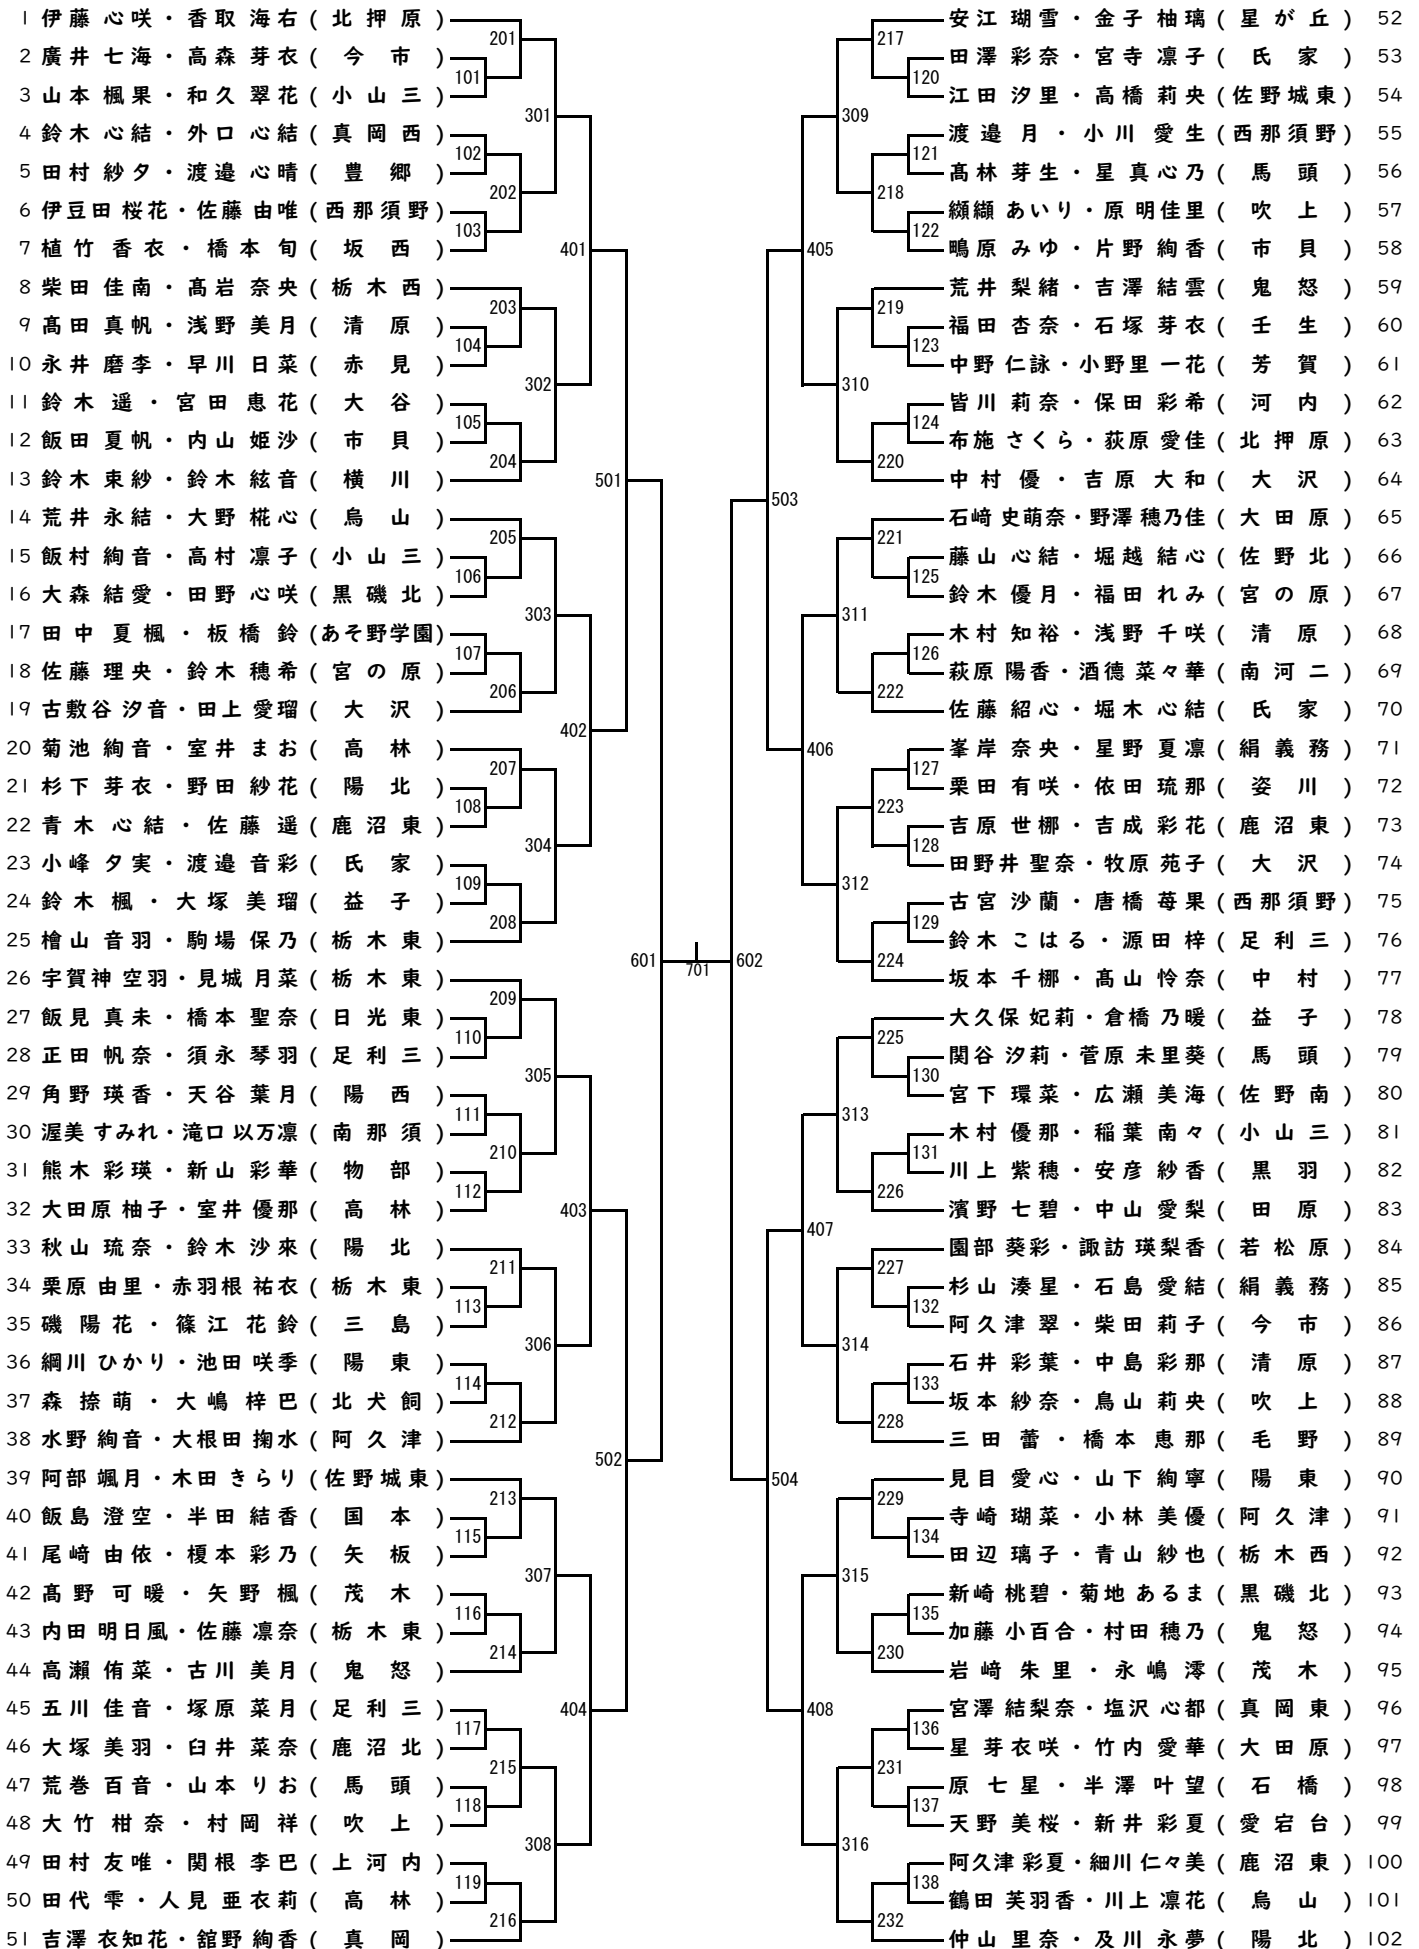 1 伊藤 心咲・香取 海右 ( 北 押 原 )
2 廣井 七海・高森 芽衣 ( 今 市 )
3 山本 楓果・和久 翠花 ( 小 山 三 )
4 鈴木 心結・外口 心結 ( 真 岡 西 )
5 田村 紗夕・渡邉 心晴 ( 豊 郷 )
6 伊豆田 桜花・佐藤 由唯 ( 西 那 須 野 )
7 植 竹 香 衣・橋 本 旬 ( 坂 西 )
8 柴田 佳南・髙岩 奈央 ( 栃 木 西 )
9 髙田 真帆・浅野 美月 ( 清 原 )
10 永井 磨李・早川 日菜 ( 赤 見 )
11 鈴 木 遥・宮 田 恵 花 ( 大 谷 )
12 飯田 夏帆・内山 姫沙 ( 市 貝 )
13 鈴木 束紗・鈴木 絃音 ( 横 川 )
14 荒井 永結・大野 椛心 ( 烏 山 )
15 飯村 絢音・高村 凛子 ( 小 山 三 )
16 大森 結愛・田野 心咲 ( 黒 磯 北 )
17 田 中 夏 楓・板 橋 鈴 (あそ野学園)
18 佐藤 理央・鈴木 穂希 ( 宮 の 原 )
19 古敷谷 汐音・田上 愛瑠 ( 大 沢 )
20 菊池 絢音・室井 まお ( 高 林 )
21 杉下 芽衣・野田 紗花 ( 陽 北 )
22 青 木 心 結・佐 藤 遥 ( 鹿 沼 東 )
23 小峰 夕実・渡邉 音彩 ( 氏 家 )
24 鈴 木 楓・大 塚 美 瑠 ( 益 子 )
25 檜山 音羽・駒場 保乃 ( 栃 木 東 )
26 宇賀神 空羽・見城 月菜 ( 栃 木 東 )
27 飯見 真未・橋本 聖奈 ( 日 光 東 )
28 正田 帆奈・須永 琴羽 ( 足 利 三 )
29 角野 瑛香・天谷 葉月 ( 陽 西 )
30 渥美 すみれ・滝口 以万凛 ( 南 那 須 )
31 熊木 彩瑛・新山 彩華 ( 物 部 )
32 大田原 柚子・室井 優那 ( 高 林 )
33 秋山 琉奈・鈴木 沙來 ( 陽 北 )
34 栗原 由里・赤羽根 祐衣 ( 栃 木 東 )
35 磯 陽 花・篠 江 花 鈴 ( 三 島 )
36 綱川 ひかり・池田 咲季 ( 陽 東 )
37 森 捺 萌・大 嶋 梓 巴 ( 北 犬 飼 )
38 水野 絢音・大根田 掬水 ( 阿 久 津 )
39 阿部 颯月・木田 きらり ( 佐 野 城 東 )
40 飯島 澄空・半田 結香 ( 国 本 )
41 尾﨑 由依・榎本 彩乃 ( 矢 板 )
42 髙 野 可 暖・矢 野 楓 ( 茂 木 )
43 内田 明日風・佐藤 凛奈 ( 栃 木 東 )
44 高瀬 侑菜・古川 美月 ( 鬼 怒 )
45 五川 佳音・塚原 菜月 ( 足 利 三 )
46 大塚 美羽・臼井 菜奈 ( 鹿 沼 北 )
47 荒巻 百音・山本 りお ( 馬 頭 )
48 大 竹 柑 奈・村 岡 祥 ( 吹 上 )
49 田村 友唯・関根 李巴 ( 上 河 内 )
50 田代 雫・人見 亜衣莉 ( 高 林 )
51 吉澤 衣知花・舘野 絢香 ( 真 岡 )
201
101
301
102
202
103
401
203
104
302
105
204
501
205
106
303
107
206
402
207
108
304
109
208
601
701
602
209
110
305
111
210
112
403
211
113
306
114
212
502
213
115
307
116
214
404
117
215
118
308
119
216
217
120
309
121
218
122
405
219
123
310
124
220
503
221
125
311
126
222
406
127
223
128
312
129
224
225
130
313
131
226
407
227
132
314
133
228
504
229
134
315
135
230
408
136
231
137
316
138
232
安江 瑚雪・金子 柚璃 ( 星 が 丘 ) 52
田澤 彩奈・宮寺 凛子 ( 氏 家 ) 53
江田 汐里・高橋 莉央 ( 佐 野 城 東 ) 54
渡 邉 月・小 川 愛 生 ( 西 那 須 野 ) 55
髙林 芽生・星 真心乃 ( 馬 頭 ) 56
纐纈 あいり・原 明佳里 ( 吹 上 ) 57
鴫原 みゆ・片野 絢香 ( 市 貝 ) 58
荒井 梨緒・吉澤 結雲 ( 鬼 怒 ) 59
福田 杏奈・石塚 芽衣 ( 壬 生 ) 60
中野 仁詠・小野里 一花 ( 芳 賀 ) 61
皆川 莉奈・保田 彩希 ( 河 内 ) 62
布施 さくら・荻原 愛佳 ( 北 押 原 ) 63
中 村 優・吉 原 大 和 ( 大 沢 ) 64
石﨑 史萌奈・野澤 穂乃佳 ( 大 田 原 ) 65
藤山 心結・堀越 結心 ( 佐 野 北 ) 66
鈴木 優月・福田 れみ ( 宮 の 原 ) 67
木村 知裕・浅野 千咲 ( 清 原 ) 68
萩原 陽香・酒德 菜々華 ( 南 河 二 ) 69
佐藤 紹心・堀木 心結 ( 氏 家 ) 70
峯岸 奈央・星野 夏凛 ( 絹 義 務 ) 71
栗田 有咲・依田 琉那 ( 姿 川 ) 72
吉原 世梛・吉成 彩花 ( 鹿 沼 東 ) 73
田野井 聖奈・牧原 苑子 ( 大 沢 ) 74
古宮 沙蘭・唐橋 苺果 ( 西 那 須 野 ) 75
鈴木 こはる・源田 梓 ( 足 利 三 ) 76
坂本 千梛・髙山 怜奈 ( 中 村 ) 77
大久保 妃莉・倉橋 乃暖 ( 益 子 ) 78
関谷 汐莉・菅原 未里葵 ( 馬 頭 ) 79
宮下 環菜・広瀬 美海 ( 佐 野 南 ) 80
木村 優那・稲葉 南々 ( 小 山 三 ) 81
川上 紫穂・安彦 紗香 ( 黒 羽 ) 82
濱野 七碧・中山 愛梨 ( 田 原 ) 83
園部 葵彩・諏訪 瑛梨香 ( 若 松 原 ) 84
杉山 湊星・石島 愛結 ( 絹 義 務 ) 85
阿久津 翠・柴田 莉子 ( 今 市 ) 86
石井 彩葉・中島 彩那 ( 清 原 ) 87
坂本 紗奈・鳥山 莉央 ( 吹 上 ) 88
三 田 蕾・橋 本 恵 那 ( 毛 野 ) 89
見目 愛心・山下 絢寧 ( 陽 東 ) 90
寺崎 瑚菜・小林 美優 ( 阿 久 津 ) 91
田辺 璃子・青山 紗也 ( 栃 木 西 ) 92
新崎 桃碧・菊地 あるま ( 黒 磯 北 ) 93
加藤 小百合・村田 穂乃 ( 鬼 怒 ) 94
岩 﨑 朱 里・永 嶋 澪 ( 茂 木 ) 95
宮澤 結梨奈・塩沢 心都 ( 真 岡 東 ) 96
星 芽衣咲・竹内 愛華 ( 大 田 原 ) 97
原 七 星・半 澤 叶 望 ( 石 橋 ) 98
天野 美桜・新井 彩夏 ( 愛 宕 台 ) 99
阿久津 彩夏・細川 仁々美 ( 鹿 沼 東 ) 100
鶴田 芙羽香・川上 凛花 ( 烏 山 ) 101
仲山 里奈・及川 永夢 ( 陽 北 ) 102